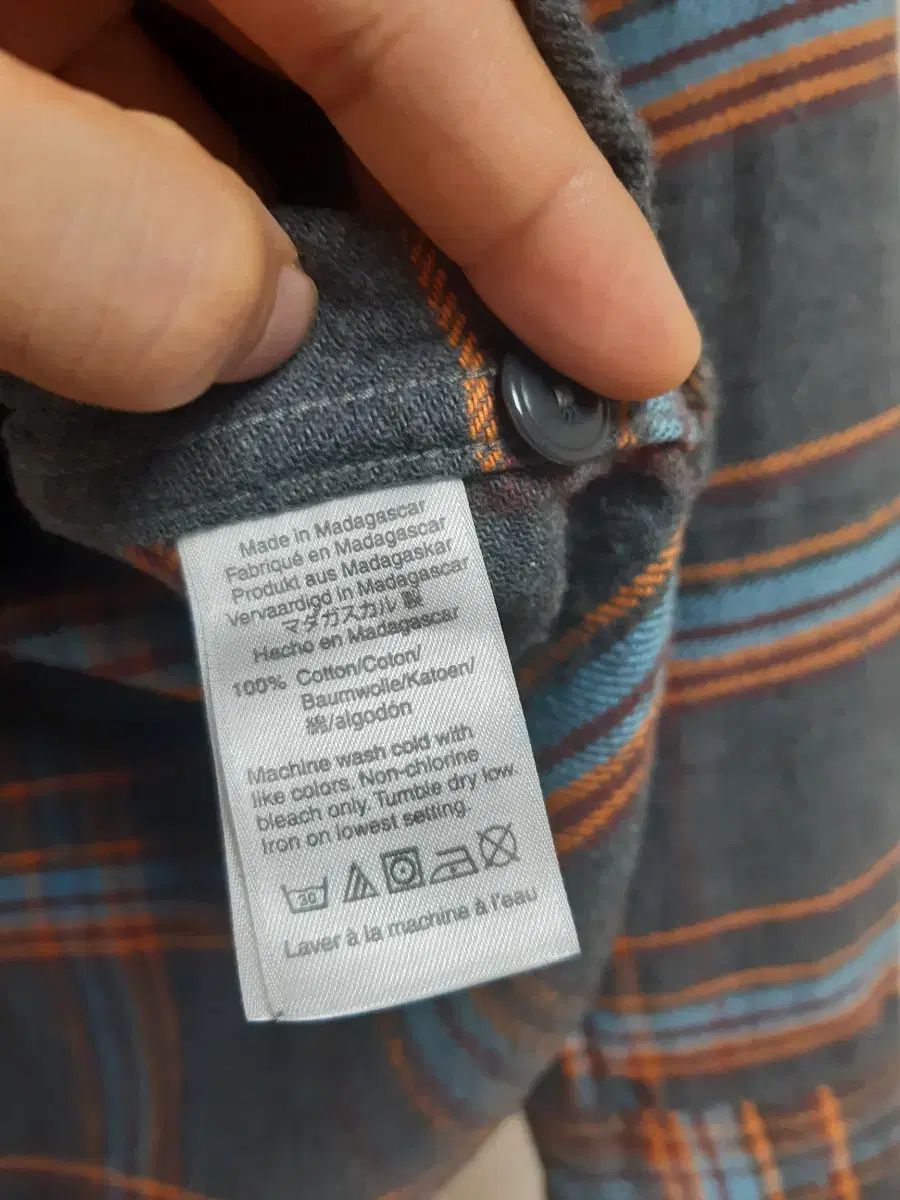 Made in Madagascar
Fabriqué en Madagascar
Produkt aus Madagaskar
Vervaardigd in Madagascar
マダガスカル 製
Hecho en Madagascar
100% Cotton/Coton/
Baumwolle/Katoen/
綿/algodón
Machine wash cold with
like colors. Non-chlorine
bleach only. Tumble dry low.
Iron on lowest setting.
30
Laver à la machine à l'eau